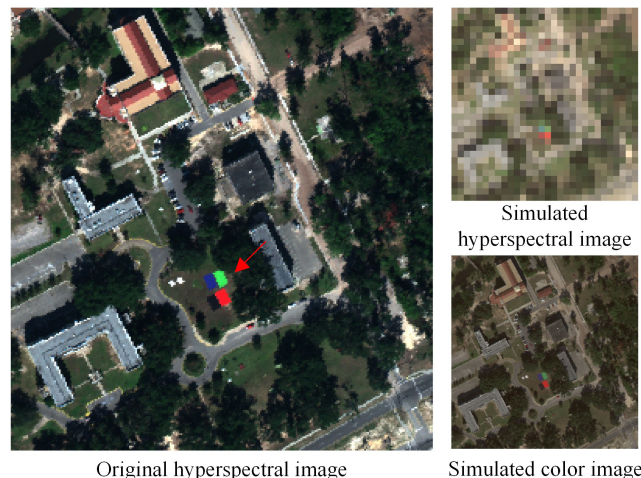 Simulated
hyperspectral image
Original hyperspectral image
Simulated color image